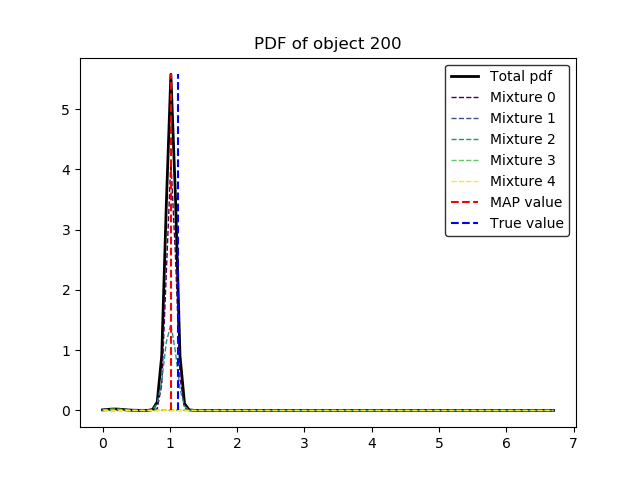 PDF of object 200
Total pdf
Mixture 0
Mixture 1
Mixture 2
Mixture 3
Mixture 4
MAP value
True value
5
4
3
2
1
0
0 1 2 3 4 5 6 7